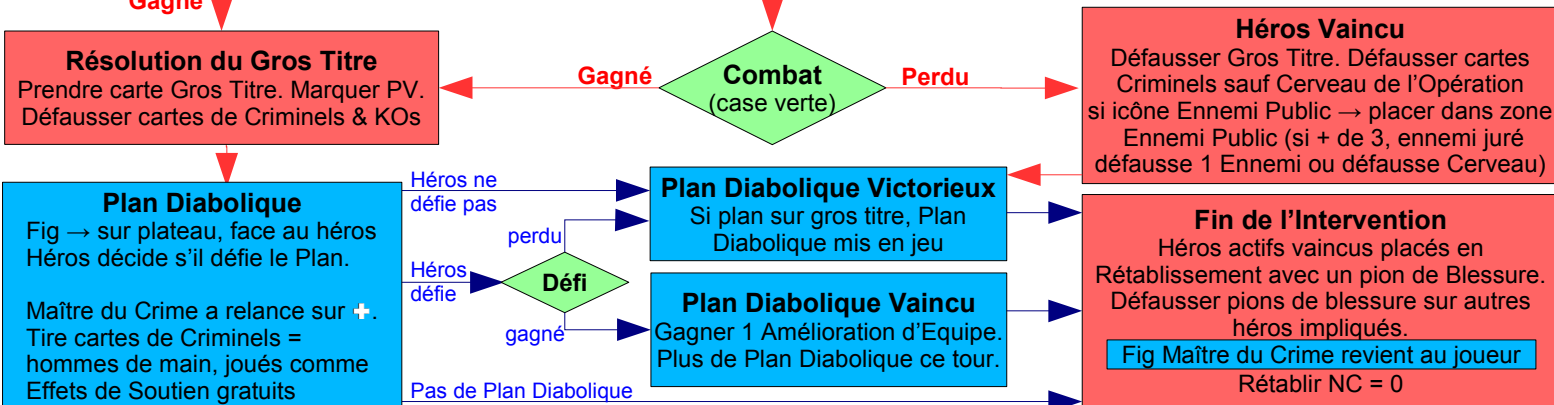 Gagné
Résolution du Gros Titre
Prendre carte Gros Titre. Marquer PV.
Défausser cartes de Criminels & KOs
Gagné
Combat
(case verte)
Perdu
Héros Vaincu
Défausser Gros Titre. Défausser cartes
Criminels sauf Cerveau de l’Opération
si icône Ennemi Public → placer dans zone
Ennemi Public (si + de 3, ennemi juré
défausse 1 Ennemi ou défausse Cerveau)
Plan Diabolique
Fig → sur plateau, face au héros
Héros décide s’il défie le Plan.
Maître du Crime a relance sur ✚.
Tire cartes de Criminels =
hommes de main, joués comme
Effets de Soutien gratuits
Héros ne
défie pas
perdu
Héros
défie
Défi
gagné
Pas de Plan Diabolique
Plan Diabolique Victorieux
Si plan sur gros titre, Plan
Diabolique mis en jeu
Plan Diabolique Vaincu
Gagner 1 Amélioration d’Equipe.
Plus de Plan Diabolique ce tour.
Fin de l’Intervention
Héros actifs vaincus placés en
Rétablissement avec un pion de Blessure.
Défausser pions de blessure sur autres
héros impliqués.
Fig Maître du Crime revient au joueur
Rétablir NC = 0